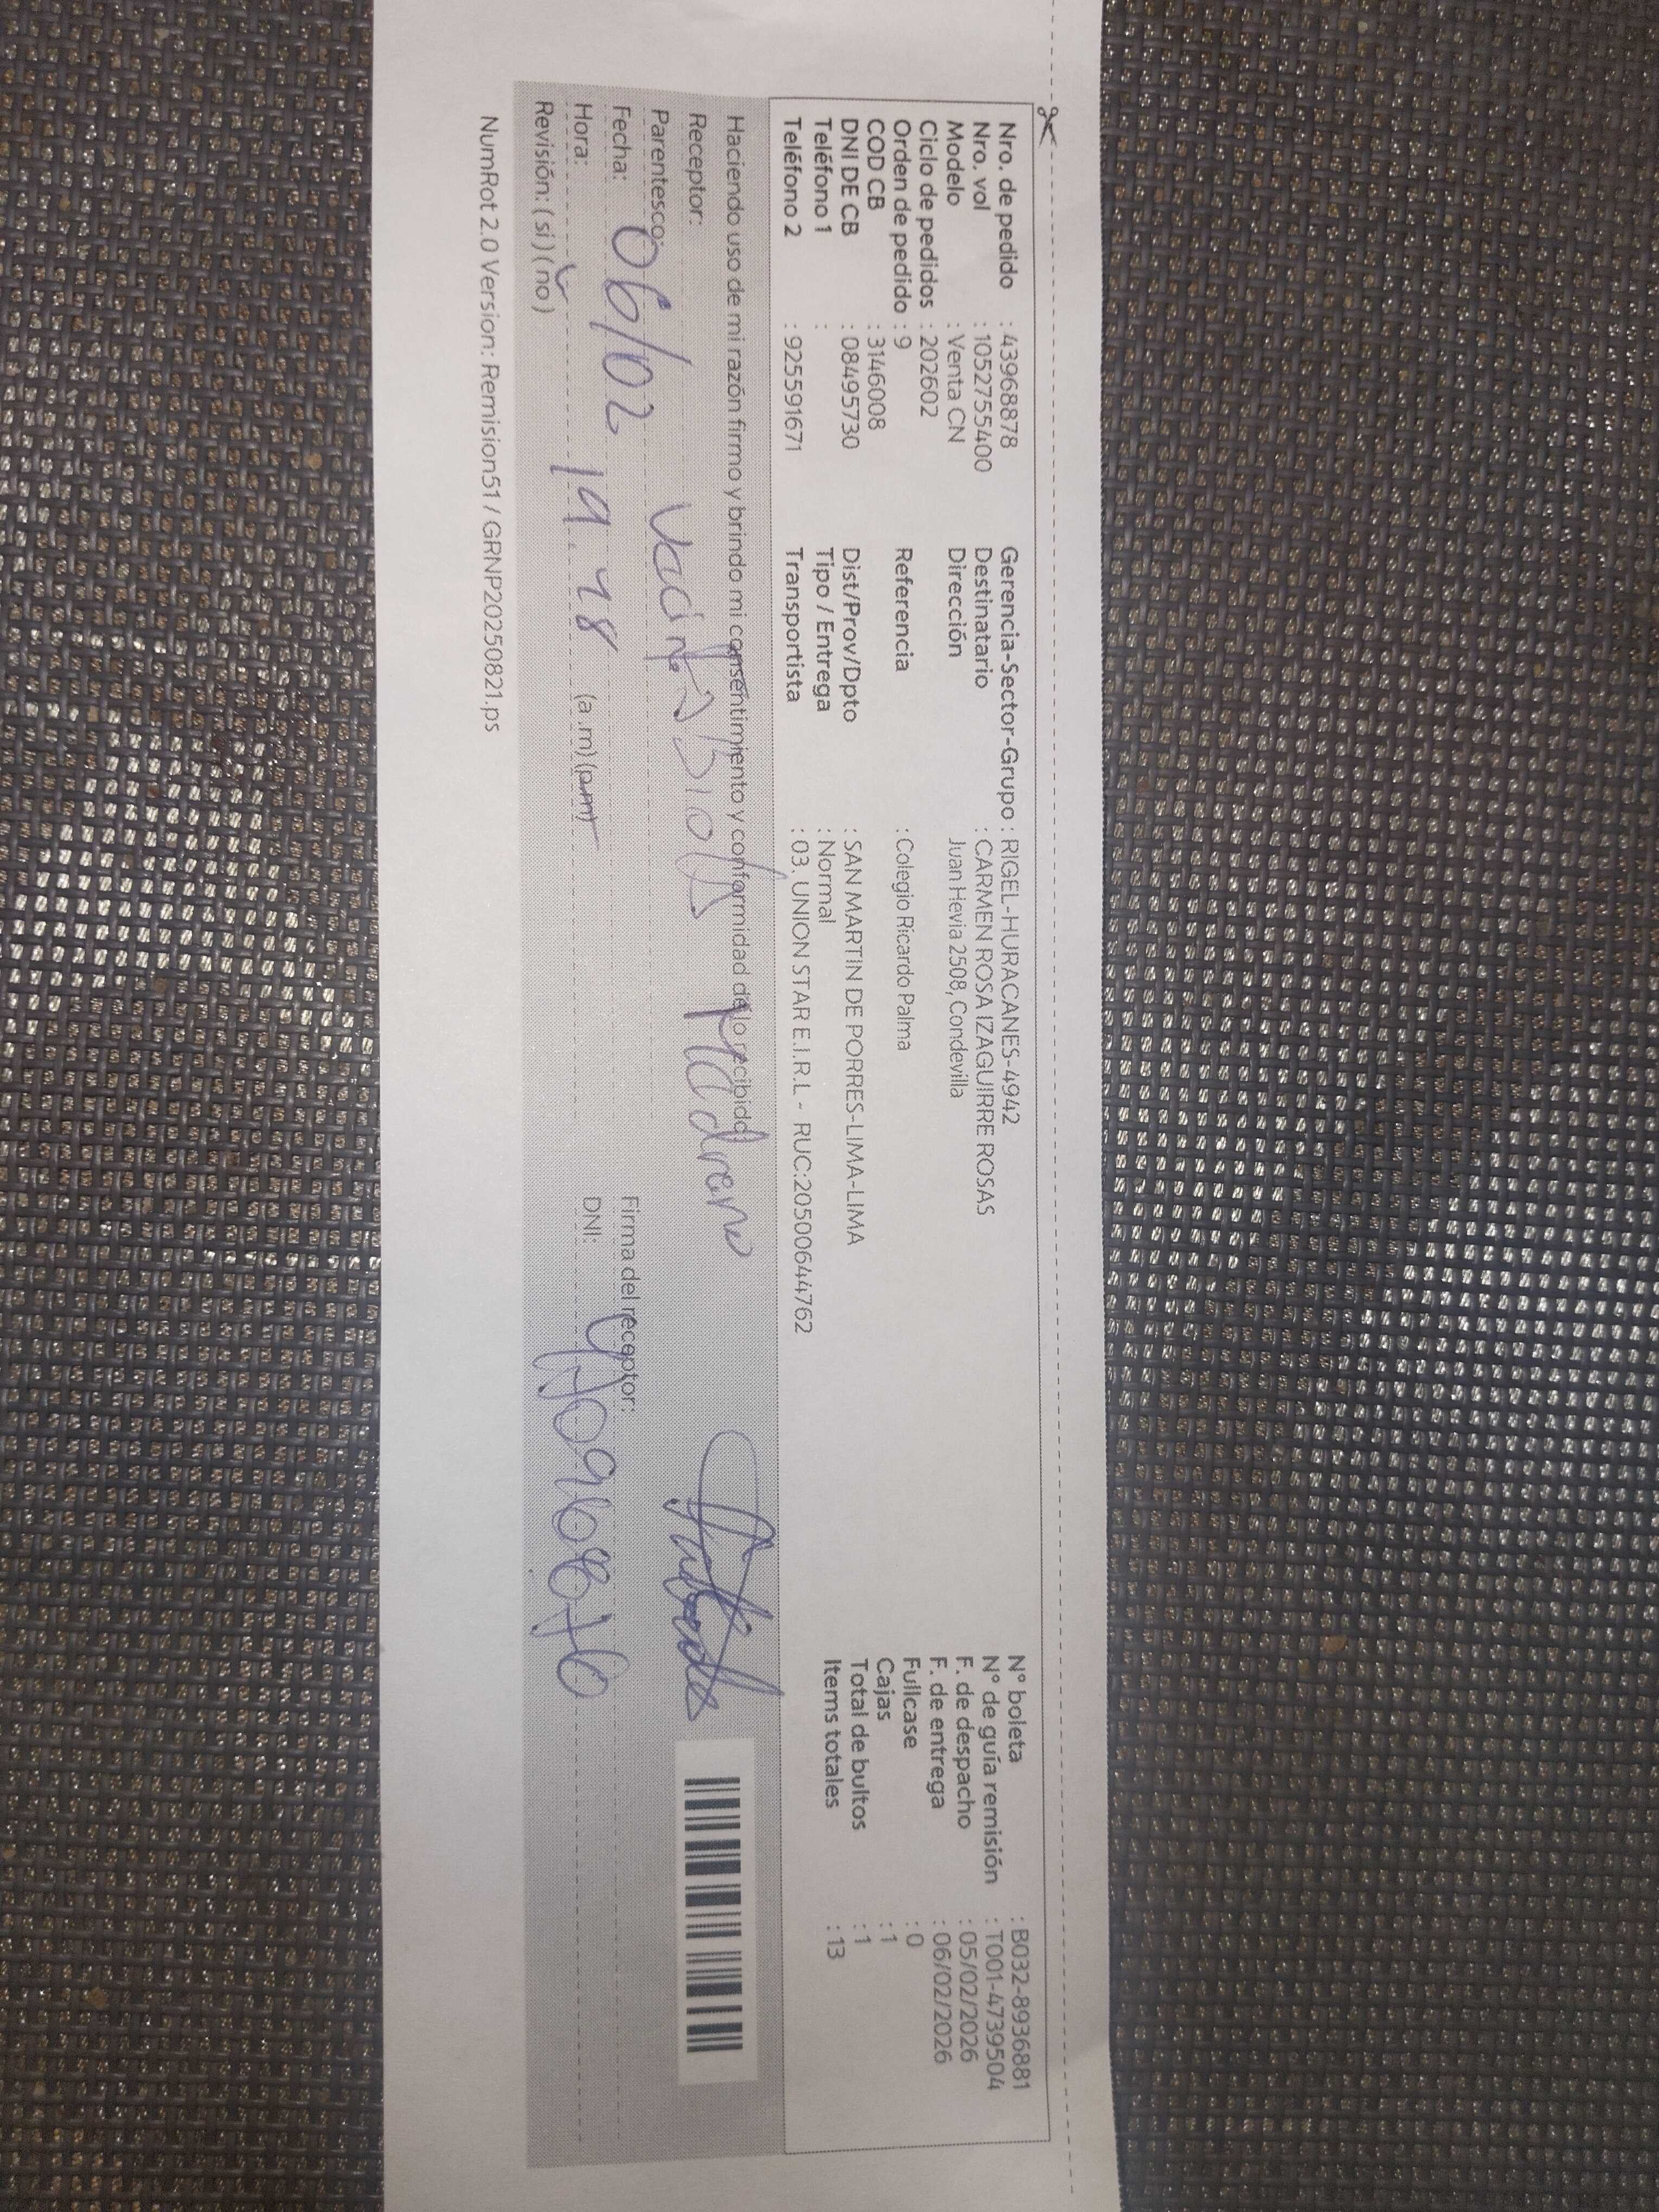 Nro. de pedido : 43968878
Nro. vol : 1052755400
Modelo : Venta CN
Ciclo de pedidos : 202602
Orden de pedido : 9
COD CB : 3146008
DNI DE CB : 08495730
Teléfono 1 :
Teléfono 2 : 925591671
Gerencia-Sector-Grupo : RIGEL-HURACANES-4942
Destinatario : CARMEN ROSA IZAGUIRRE ROSAS
Dirección Juan Hevia 2508, Condevilla
Referencia : Colegio Ricardo Palma
Dist/Prov/Dpto : SAN MARTIN DE PORRES-LIMA-LIMA
Tipo / Entrega : Normal
Transportista : 03, UNION STAR E.I.R.L - RUC:20500644762
N° boleta : B032-8936881
N° de guía remisión : T001-4739504
F. de despacho : 05/02/2026
F. de entrega : 06/02/2026
Fullcase : 0
Cajas : 1
Total de bultos : 1
Items totales : 13
Haciendo uso de mi razón firmo y brindo mi consentimiento y conformidad de lo recibido
Receptor:
Parentesco:
Fecha: 06/02
Hora: (a.m)(p.m)
Revisión: (si) (no)
Firma del receptor:
DNI:
NumRot 2.0 Version: Remision51 / GRNP20250821.ps